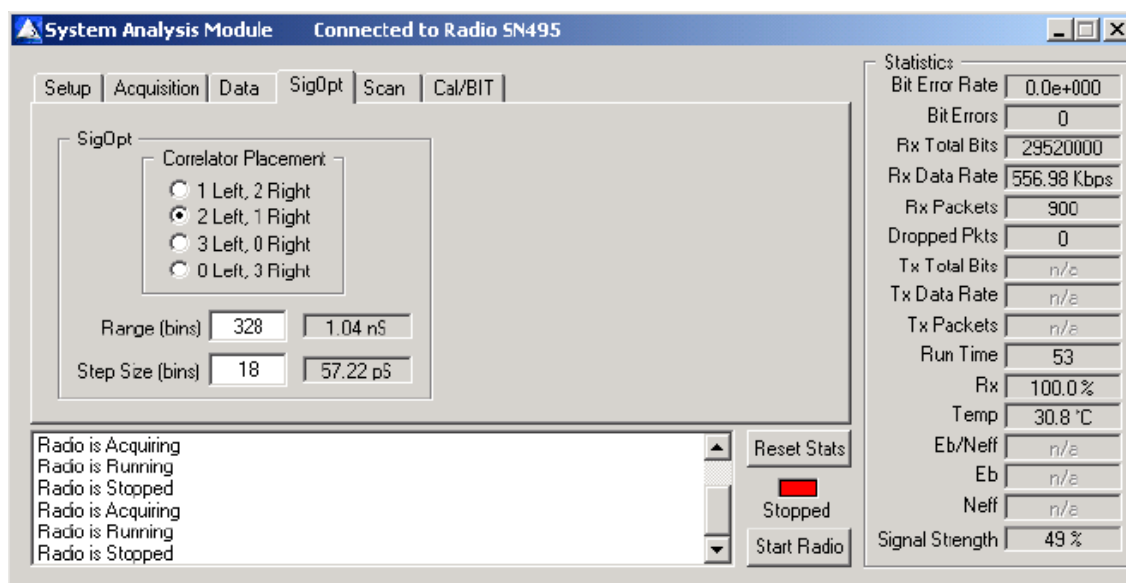 System Analysis Module Connected to Radio SN495
Setup Acquisition Data SigOpt Scan Cal/BIT
SigOpt
Correlator Placement
1 Left, 2 Right
2 Left, 1 Right
3 Left, 0 Right
0 Left, 3 Right
Range (bins) 328 1.04 nS
Step Size (bins) 18 57.22 pS
Radio is Acquiring
Radio is Running
Radio is Stopped
Radio is Acquiring
Radio is Running
Radio is Stopped
Reset Stats
Stopped
Start Radio
Statistics
Bit Error Rate 0.0e+000
Bit Errors 0
Rx Total Bits 29520000
Rx Data Rate 556.98 Kbps
Rx Packets 900
Dropped Pkts 0
Tx Total Bits n/a
Tx Data Rate n/a
Tx Packets n/a
Run Time 53
Rx 100.0 %
Temp 30.8 °C
Eb/Neff n/a
Eb n/a
Neff n/a
Signal Strength 49 %